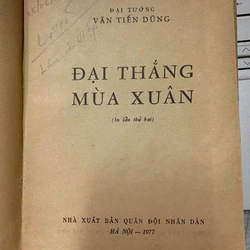 ĐẠI TƯỚNG
VĂN TIẾN DŨNG
ĐẠI THẮNG
MÙA XUÂN
(In lần thứ hai)
NHÀ XUẤT BẢN QUÂN ĐỘI NHÂN DÂN
HÀ NỘI — 1977